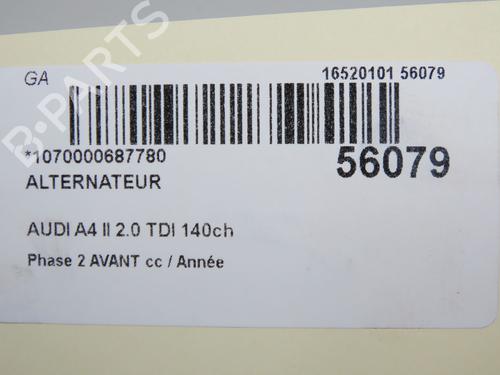 GA
16520101 56079
*1070000687780
56079
ALTERNATEUR
AUDI A4 II 2.0 TDI 140ch
Phase 2 AVANT cc / Année
B-PARTS